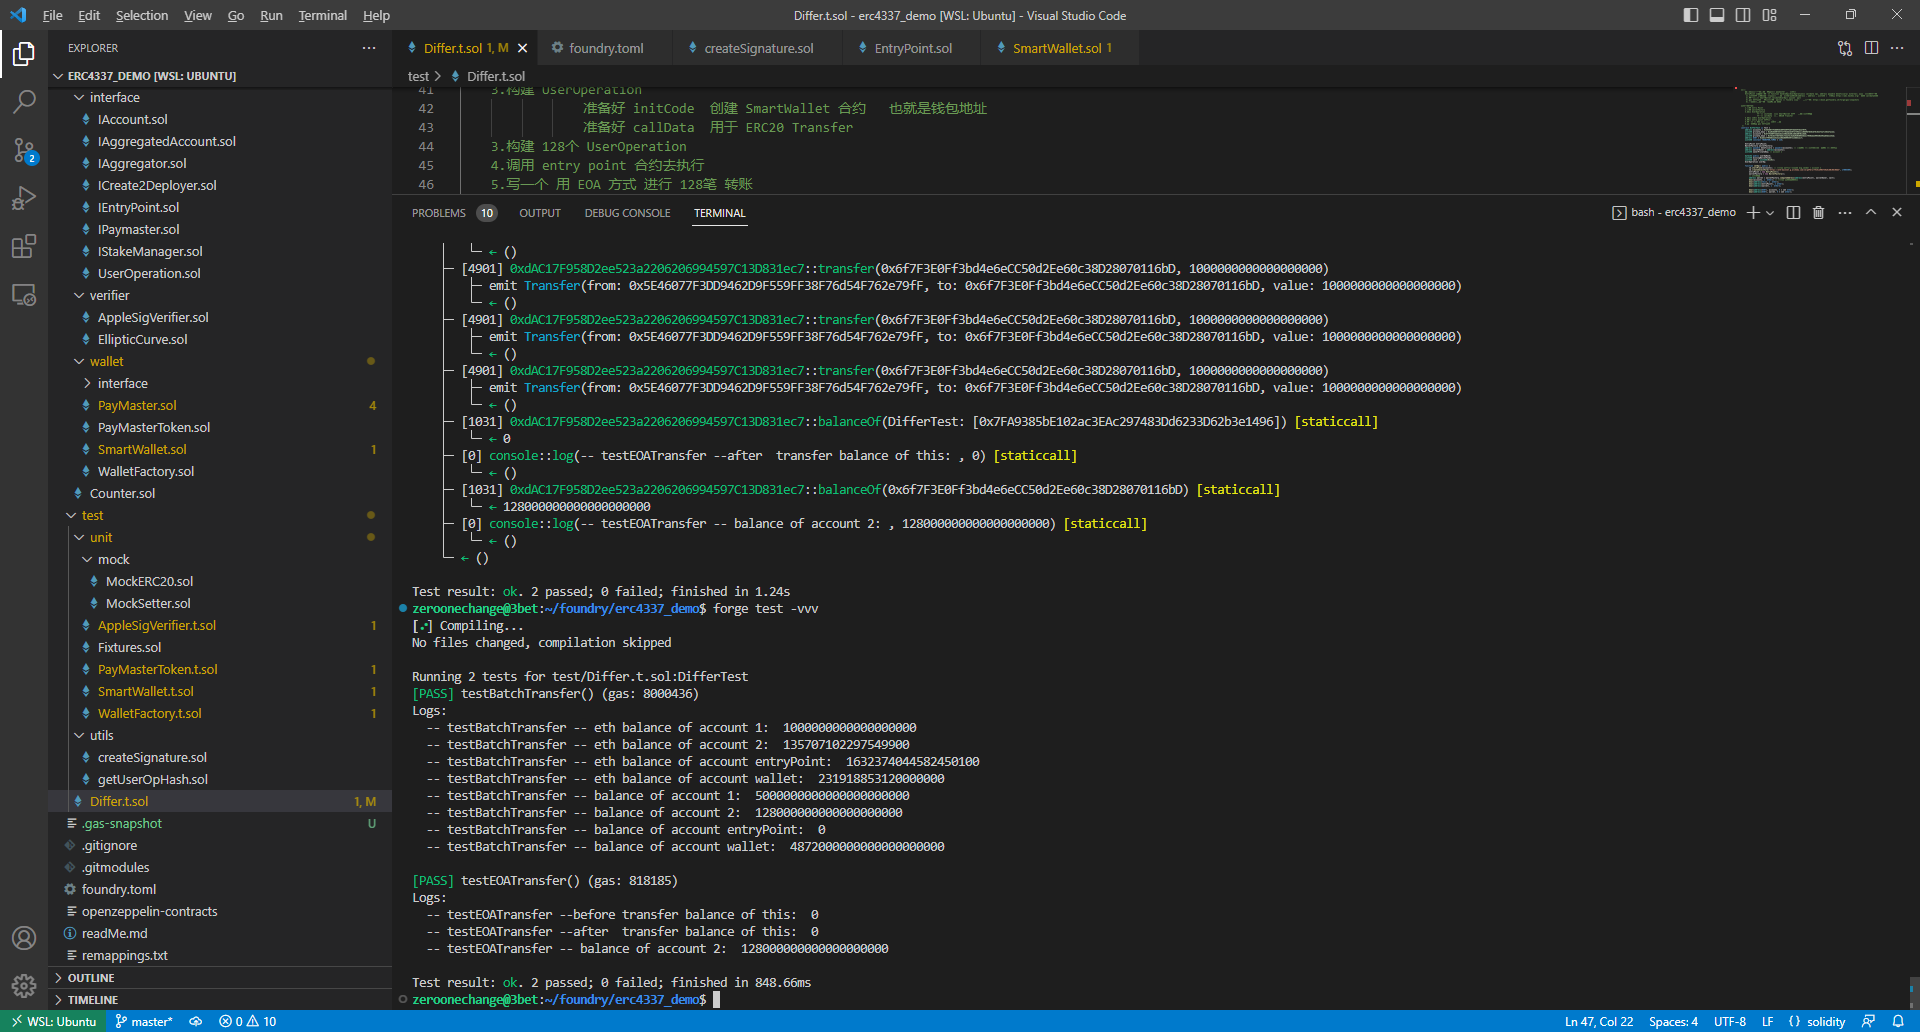 File Edit Selection View Go Run Terminal Help
Differ.t.sol - erc4337_demo [WSL: Ubuntu] - Visual Studio Code
EXPLORER
ERC4337_DEMO [WSL: UBUNTU]
interface
IAccount.sol
IAggregatedAccount.sol
IAggregator.sol
ICreate2Deployer.sol
IEntryPoint.sol
IPaymaster.sol
IStakeManager.sol
UserOperation.sol
verifier
AppleSigVerifier.sol
EllipticCurve.sol
wallet
interface
PayMaster.sol 4
PayMasterToken.sol
SmartWallet.sol 1
WalletFactory.sol
Counter.sol
test
unit
mock
MockERC20.sol
MockSetter.sol
AppleSigVerifier.t.sol 1
Fixtures.sol
PayMasterToken.t.sol 1
SmartWallet.t.sol 1
WalletFactory.t.sol 1
utils
createSignature.sol
getUserOpHash.sol
Differ.t.sol 1, M
.gas-snapshot U
.gitignore
.gitmodules
foundry.toml
openzeppelin-contracts
readMe.md
remappings.txt
OUTLINE
TIMELINE
2
Differ.t.sol 1, M foundry.toml createSignature.sol EntryPoint.sol SmartWallet.sol 1
test > Differ.t.sol
41 3.构建 UserOperation
42 准备好 initCode 创建 SmartWallet 合约 也就是钱包地址
43 准备好 callData 用于 ERC20 Transfer
44 3.构建 128个 UserOperation
45 4.调用 entry point 合约去执行
46 5.写一个 用 EOA 方式 进行 128笔 转账
PROBLEMS 10 OUTPUT DEBUG CONSOLE TERMINAL
bash - erc4337_demo
← ()
[4901] 0xdAC17F958D2ee523a2206206994597C13D831ec7::transfer(0x6f7F3E0Ff3bd4e6eCC50d2Ee60c38D28070116bD, 1000000000000000000)
emit Transfer(from: 0x5E46077F3DD9462D9F559FF38F76d54F762e79fF, to: 0x6f7F3E0Ff3bd4e6eCC50d2Ee60c38D28070116bD, value: 1000000000000000000)
← ()
[4901] 0xdAC17F958D2ee523a2206206994597C13D831ec7::transfer(0x6f7F3E0Ff3bd4e6eCC50d2Ee60c38D28070116bD, 1000000000000000000)
emit Transfer(from: 0x5E46077F3DD9462D9F559FF38F76d54F762e79fF, to: 0x6f7F3E0Ff3bd4e6eCC50d2Ee60c38D28070116bD, value: 1000000000000000000)
← ()
[4901] 0xdAC17F958D2ee523a2206206994597C13D831ec7::transfer(0x6f7F3E0Ff3bd4e6eCC50d2Ee60c38D28070116bD, 1000000000000000000)
emit Transfer(from: 0x5E46077F3DD9462D9F559FF38F76d54F762e79fF, to: 0x6f7F3E0Ff3bd4e6eCC50d2Ee60c38D28070116bD, value: 1000000000000000000)
← ()
[1031] 0xdAC17F958D2ee523a2206206994597C13D831ec7::balanceOf(DifferTest: [0x7FA9385bE102ac3EAc297483Dd6233D62b3e1496]) [staticcall]
← 0
[0] console::log(-- testEOATransfer --after  transfer balance of this: , 0) [staticcall]
← ()
[1031] 0xdAC17F958D2ee523a2206206994597C13D831ec7::balanceOf(0x6f7F3E0Ff3bd4e6eCC50d2Ee60c38D28070116bD) [staticcall]
← 128000000000000000000
[0] console::log(-- testEOATransfer -- balance of account 2: , 128000000000000000000) [staticcall]
← ()
← ()
Test result: ok. 2 passed; 0 failed; finished in 1.24s
zeroonechange@3bet:~/foundry/erc4337_demo$ forge test -vvv
[⠔] Compiling...
No files changed, compilation skipped
Running 2 tests for test/Differ.t.sol:DifferTest
[PASS] testBatchTransfer() (gas: 8000436)
Logs:
-- testBatchTransfer -- eth balance of account 1:  1000000000000000000
-- testBatchTransfer -- eth balance of account 2:  135707102297549900
-- testBatchTransfer -- eth balance of account entryPoint:  1632374044582450100
-- testBatchTransfer -- eth balance of account wallet:  231918853120000000
-- testBatchTransfer -- balance of account 1:  5000000000000000000000
-- testBatchTransfer -- balance of account 2:  128000000000000000000
-- testBatchTransfer -- balance of account entryPoint:  0
-- testBatchTransfer -- balance of account wallet:  4872000000000000000000
[PASS] testEOATransfer() (gas: 818185)
Logs:
-- testEOATransfer --before transfer balance of this:  0
-- testEOATransfer --after  transfer balance of this:  0
-- testEOATransfer -- balance of account 2:  128000000000000000000
Test result: ok. 2 passed; 0 failed; finished in 848.66ms
zeroonechange@3bet:~/foundry/erc4337_demo$
WSL: Ubuntu master* 0 10 Ln 47, Col 22 Spaces: 4 UTF-8 LF {} solidity